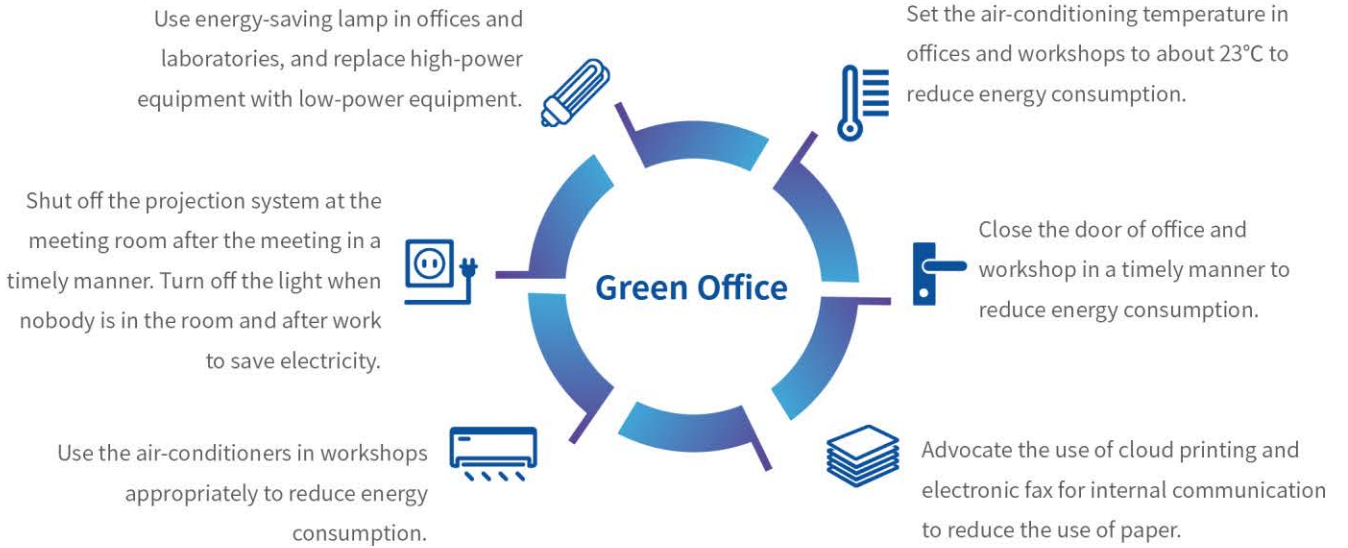 Use energy-saving lamp in offices and
laboratories, and replace high-power
equipment with low-power equipment.
Set the air-conditioning temperature in
offices and workshops to about 23℃ to
reduce energy consumption.
Shut off the projection system at the
meeting room after the meeting in a
timely manner. Turn off the light when
nobody is in the room and after work
to save electricity.
Green Office
Close the door of office and
workshop in a timely manner to
reduce energy consumption.
Use the air-conditioners in workshops
appropriately to reduce energy
consumption.
Advocate the use of cloud printing and
electronic fax for internal communication
to reduce the use of paper.